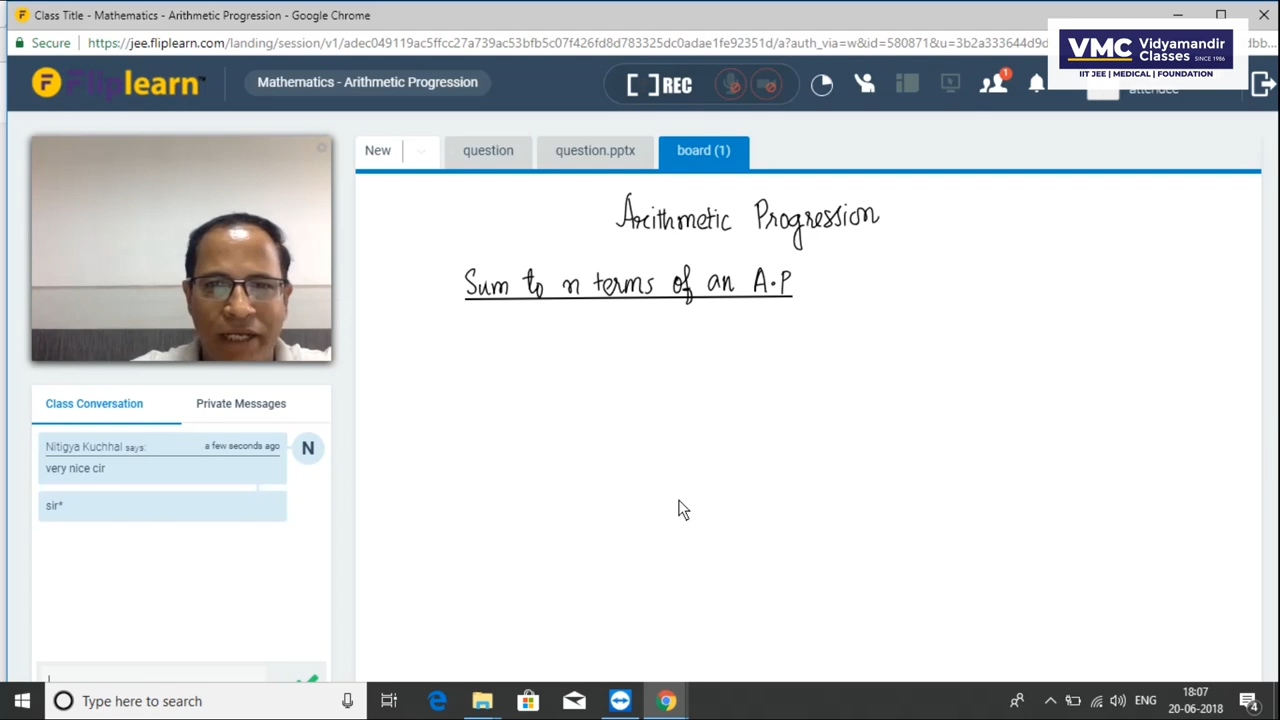 Class Title - Mathematics - Arithmetic Progression - Google Chrome
VMC Vidyamandir Classes SINCE 1986
IIT JEE | MEDICAL | FOUNDATION
Secure https://jee.fliplearn.com/landing/session/v1/adec049119ac5ffcc27a739ac53bfb5c07f426fd8d783325dc0adae1fe92351d/a?auth_via=w&id=580871&u=3b2a333644d9d
Fliplearn
Mathematics - Arithmetic Progression
[ ] REC
1
attendee
New
question
question.pptx
board (1)
Arithmetic Progression
Sum to n terms of an A.P
Class Conversation
Private Messages
Nitigya Kuchhal says: a few seconds ago N
very nice cir
sir*
Type here to search
ENG
18:07
20-06-2018
4